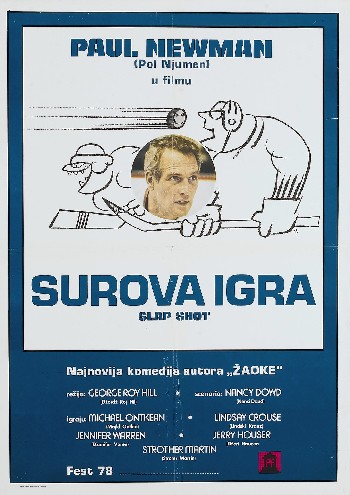 PAUL NEWMAN
(Pol Njumen)
u filmu
SUROVA IGRA
SLAP SHOT
Najnovija komedija autora „ŽAOKE"
režija: GEORGE ROY HILL
scenario: NANCY DOWD
igraju: MICHAEL ONTKEAN
LINDSAY CROUSE
JENNIFER WARREN
JERRY HOUSER
STROTHER MARTIN
Fest 78